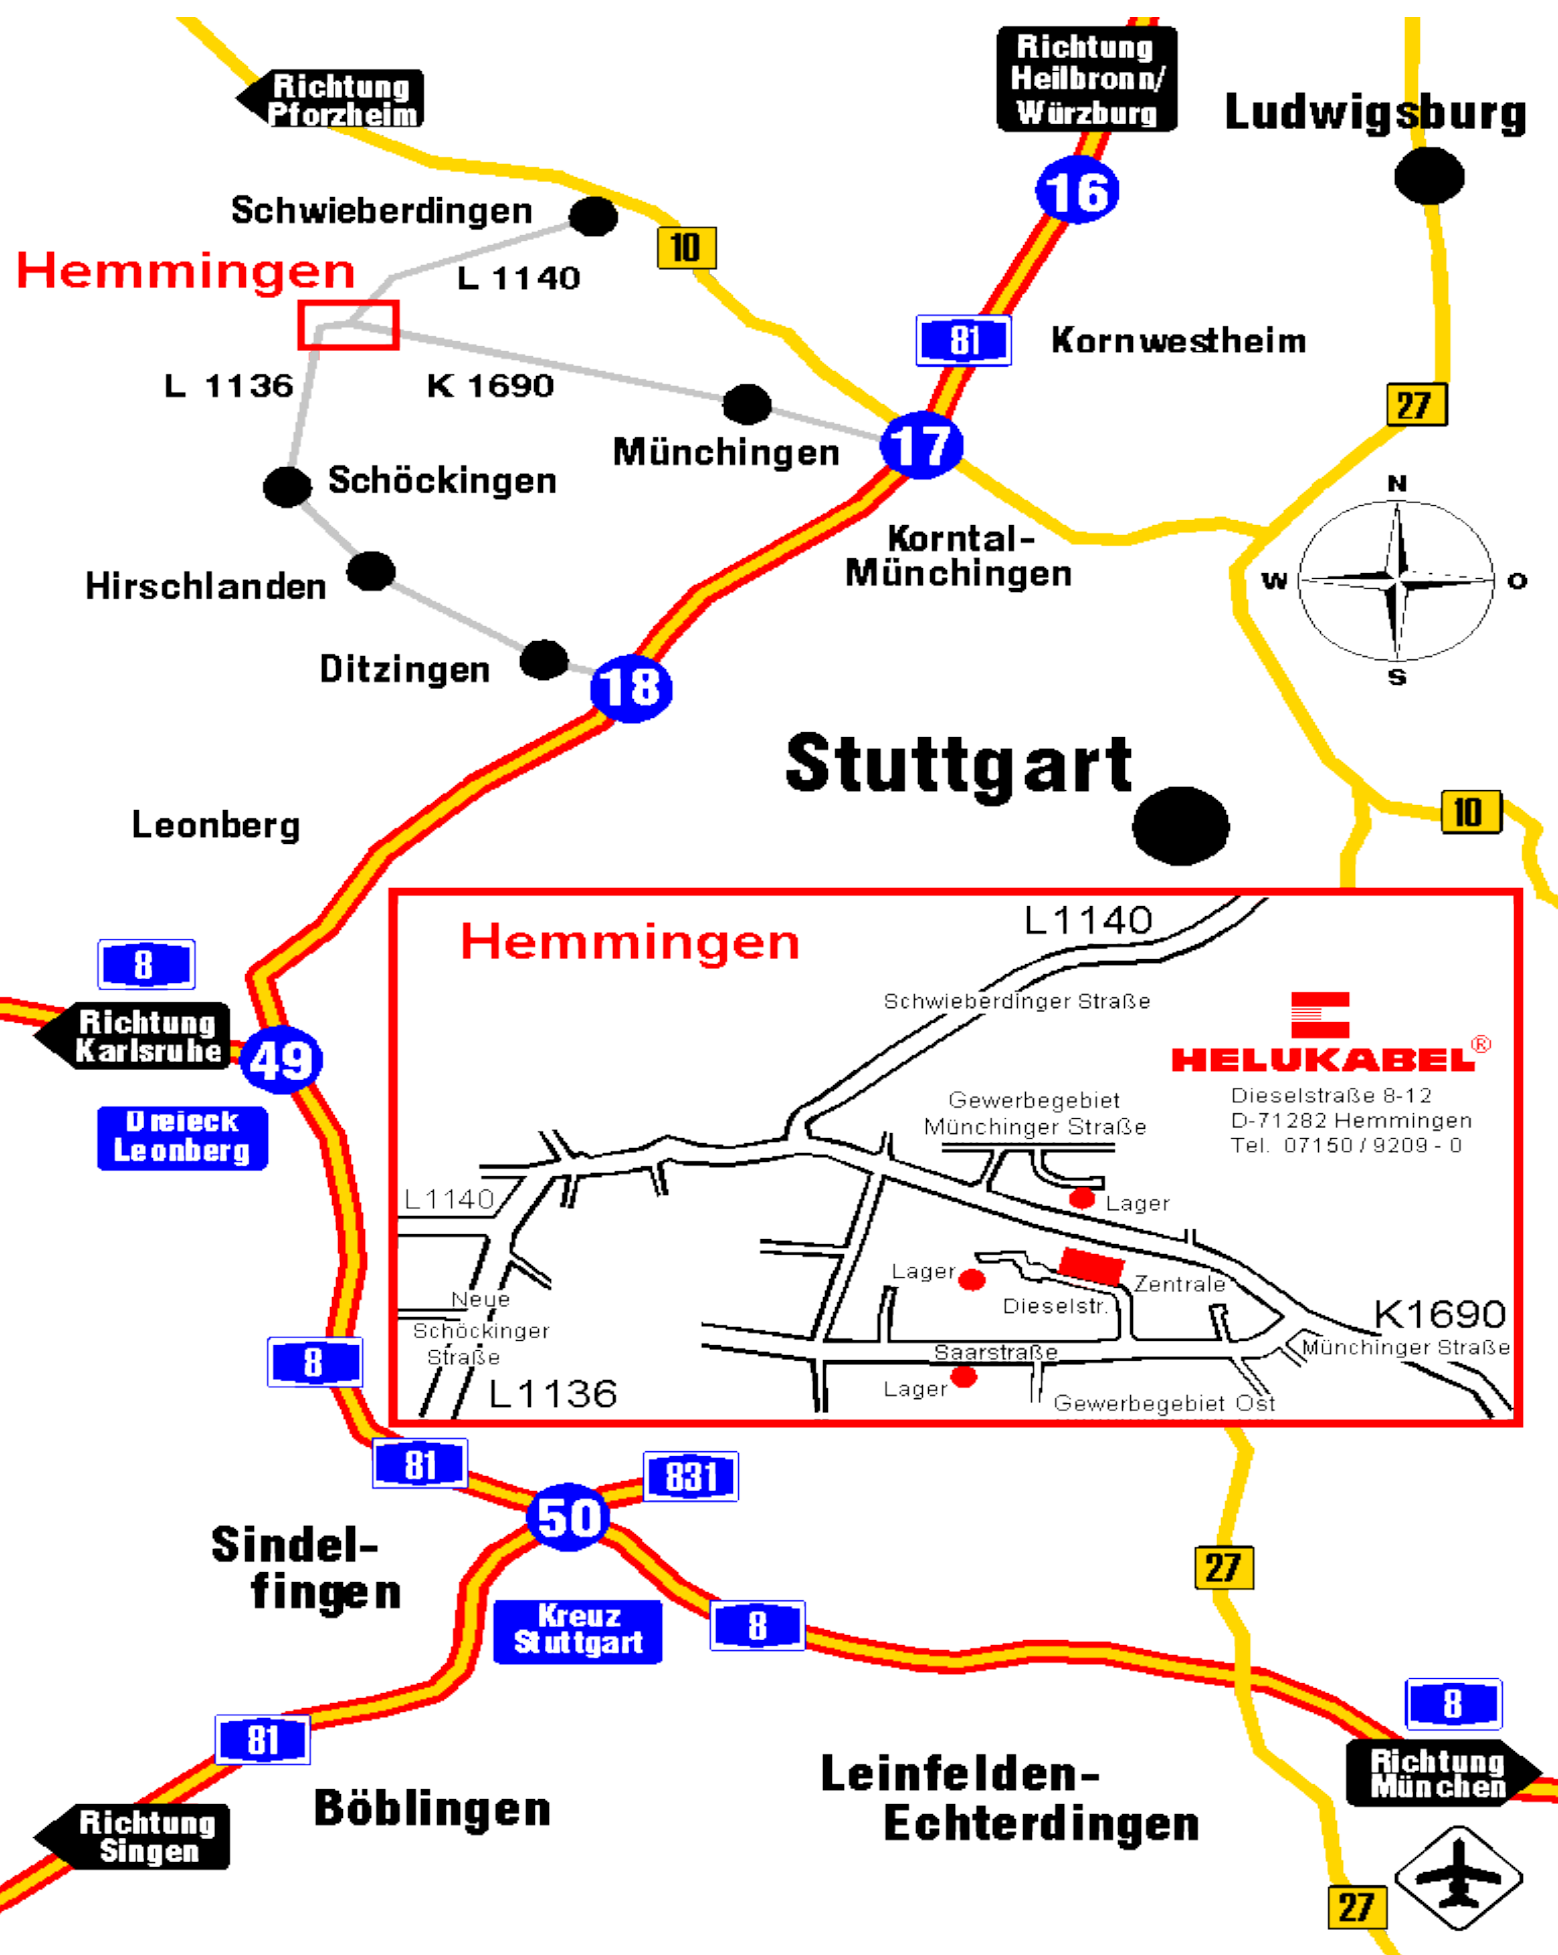 Richtung
Heilbronn/
Würzburg
Richtung
Pforzheim
Ludwigsburg
16
Schwieberdingen
10
Hemmingen
L 1140
81
Kornwestheim
L 1136
K 1690
27
Münchingen
17
Schöckingen
N
Korntal-
Münchingen
W
O
Hirschlanden
S
Ditzingen
18
Stuttgart
10
Leonberg
8
Richtung
Karlsruhe
49
Dreieck
Leonberg
Hemmingen
L1140
Schwieberdinger Straße
HELUKABEL®
Dieselstraße 8-12
D-71282 Hemmingen
Tel. 07150 / 9209 - 0
Gewerbegebiet
Münchinger Straße
L1140
Lager
Lager
Zentrale
Dieselstr.
Neue
Schöckinger
Straße
K1690
Münchinger Straße
Saarstraße
Lager
L1136
Gewerbegebiet Ost
8
81
831
50
Sindel-
fingen
27
Kreuz
Stuttgart
8
81
8
Richtung
München
Leinfelden-
Echterdingen
Böblingen
Richtung
Singen
27